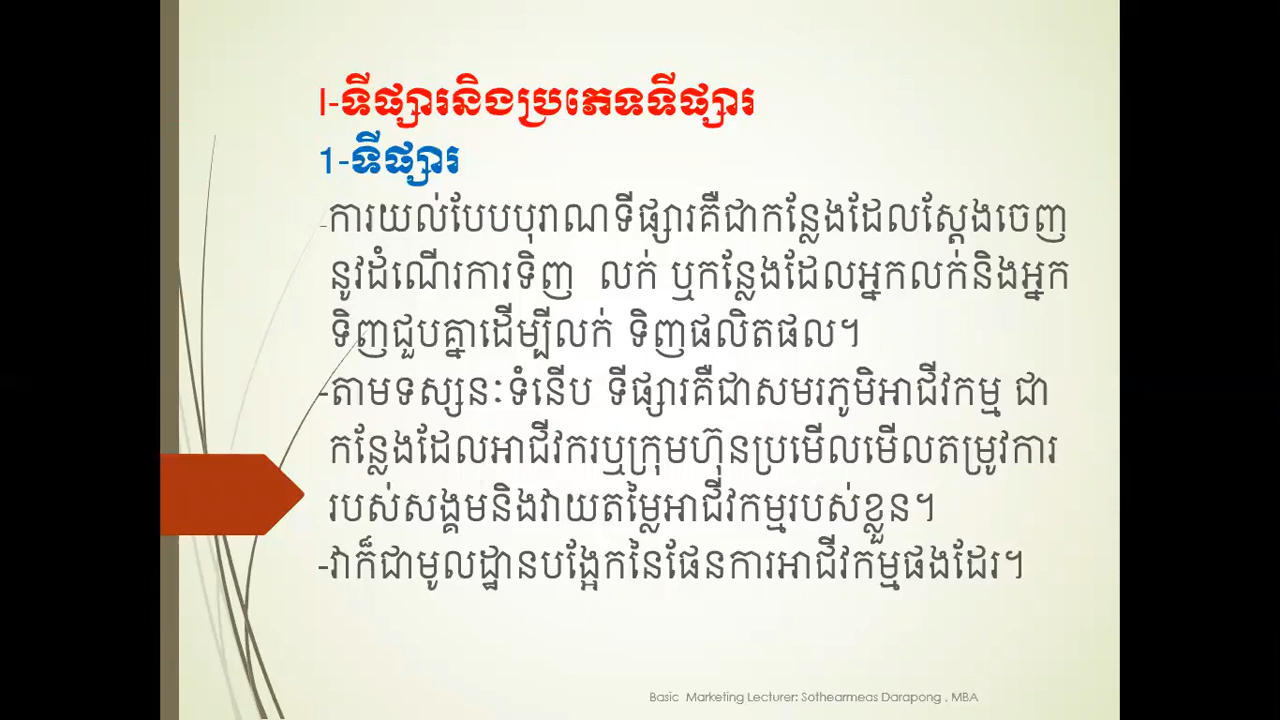 I-ទីផ្សារនិងប្រភេទទីផ្សារ
1-ទីផ្សារ
-ការយល់បែបបុរាណទីផ្សារគឺជាកន្លែងដែលស្តែងចេញ
នូវដំណើរការទិញ លក់ ឬកន្លែងដែលអ្នកលក់និងអ្នក
ទិញជួបគ្នាដើម្បីលក់ ទិញផលិតផល។
-តាមទស្សនៈទំនើប ទីផ្សារគឺជាសមរភូមិអាជីវកម្ម ជា
កន្លែងដែលអាជីវករឬក្រុមហ៊ុនប្រមើលមើលតម្រូវការ
របស់សង្គមនិងវាយតម្លៃអាជីវកម្មរបស់ខ្លួន។
-វាក៏ជាមូលដ្ឋានបង្អែកនៃផែនការអាជីវកម្មផងដែរ។
Basic Marketing Lecturer: Sothearmeas Darapong , MBA